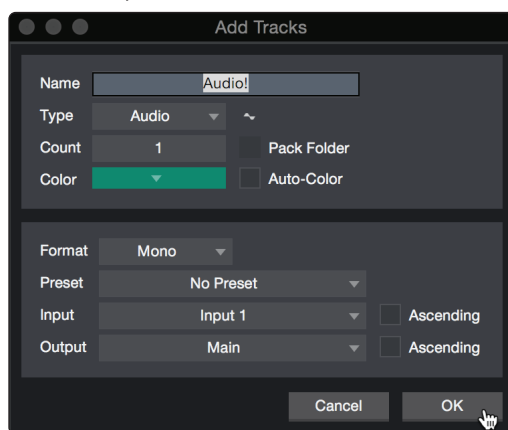 Add Tracks
Name Audio!
Type Audio
Count 1 Pack Folder
Color Auto-Color
Format Mono
Preset No Preset
Input Input 1 Ascending
Output Main Ascending
Cancel OK